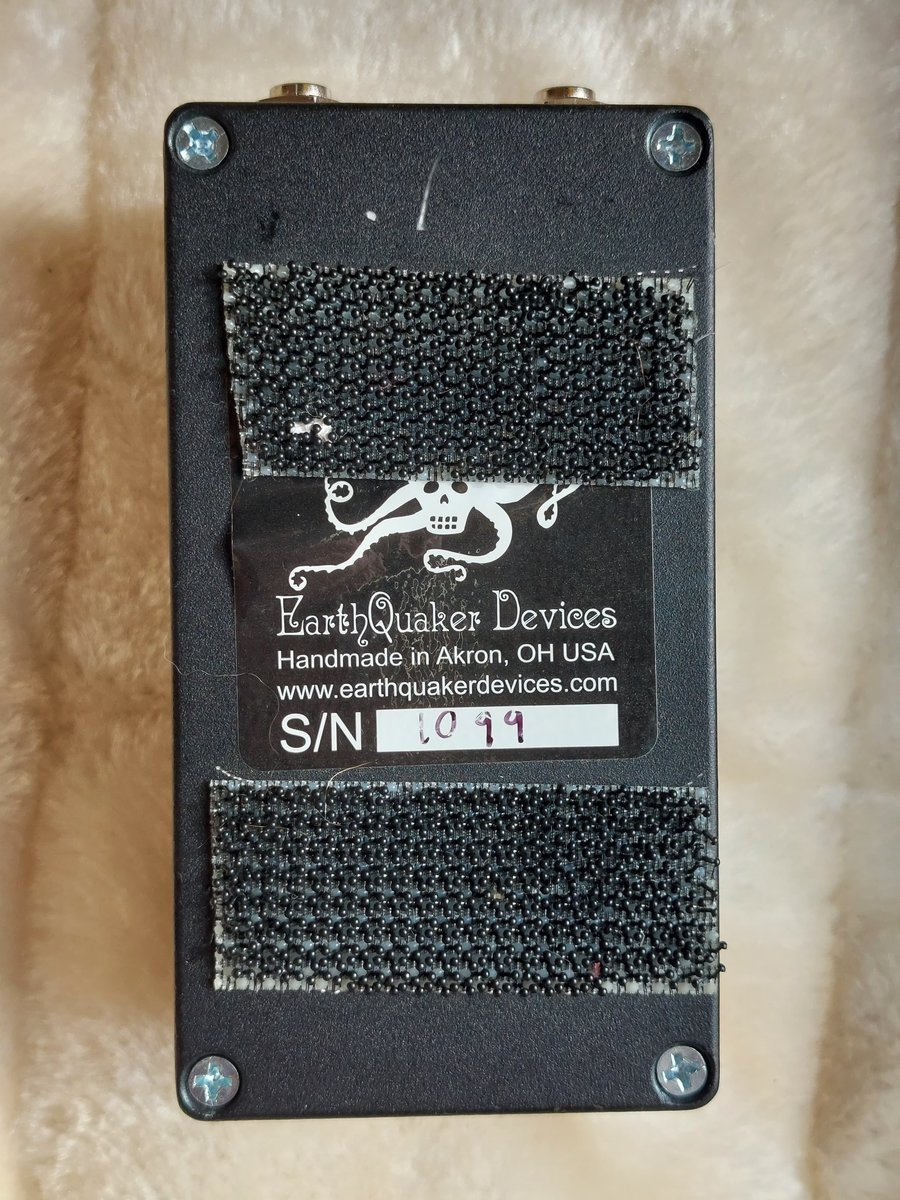 EarthQuaker Devices
Handmade in Akron, OH USA
www.earthquakerdevices.com
S/N 1099